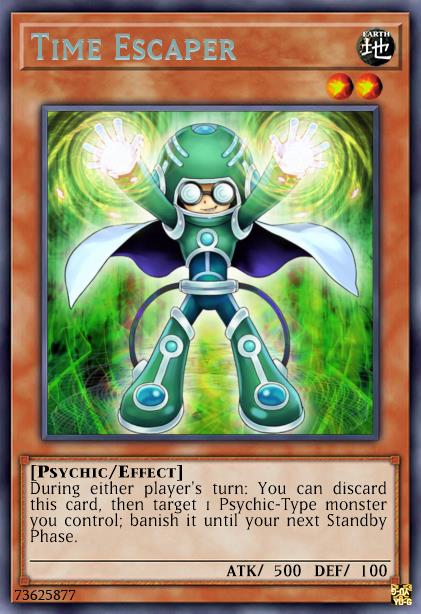 Time Escaper
EARTH
地
[Psychic/Effect]
During either player's turn: You can discard
this card, then target 1 Psychic-Type monster
you control; banish it until your next Standby
Phase.
ATK/ 500 DEF/ 100
73625877